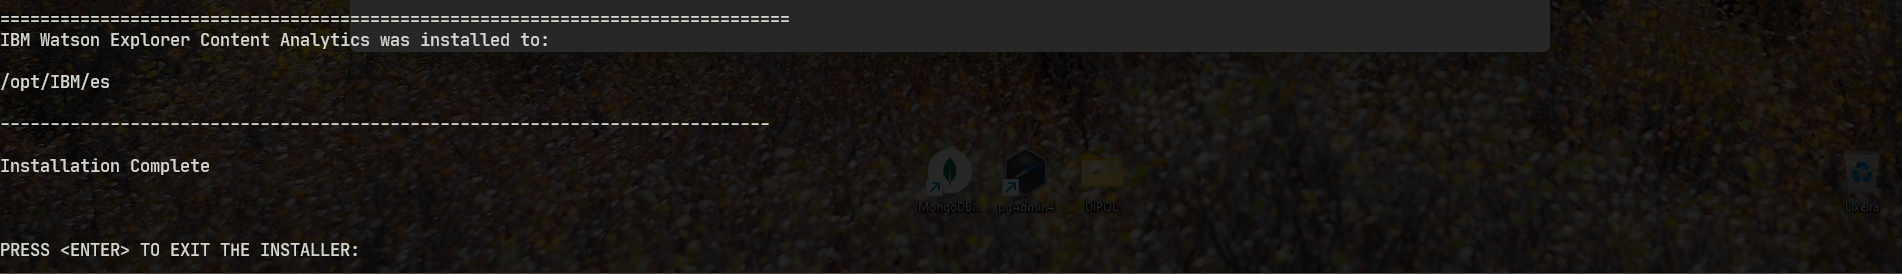 ===============================================================================
IBM Watson Explorer Content Analytics was installed to:
/opt/IBM/es
-----------------------------------------------------------------------------
Installation Complete
MongoDB... pgAdmin4 DIPOL Lixeira
PRESS <ENTER> TO EXIT THE INSTALLER: